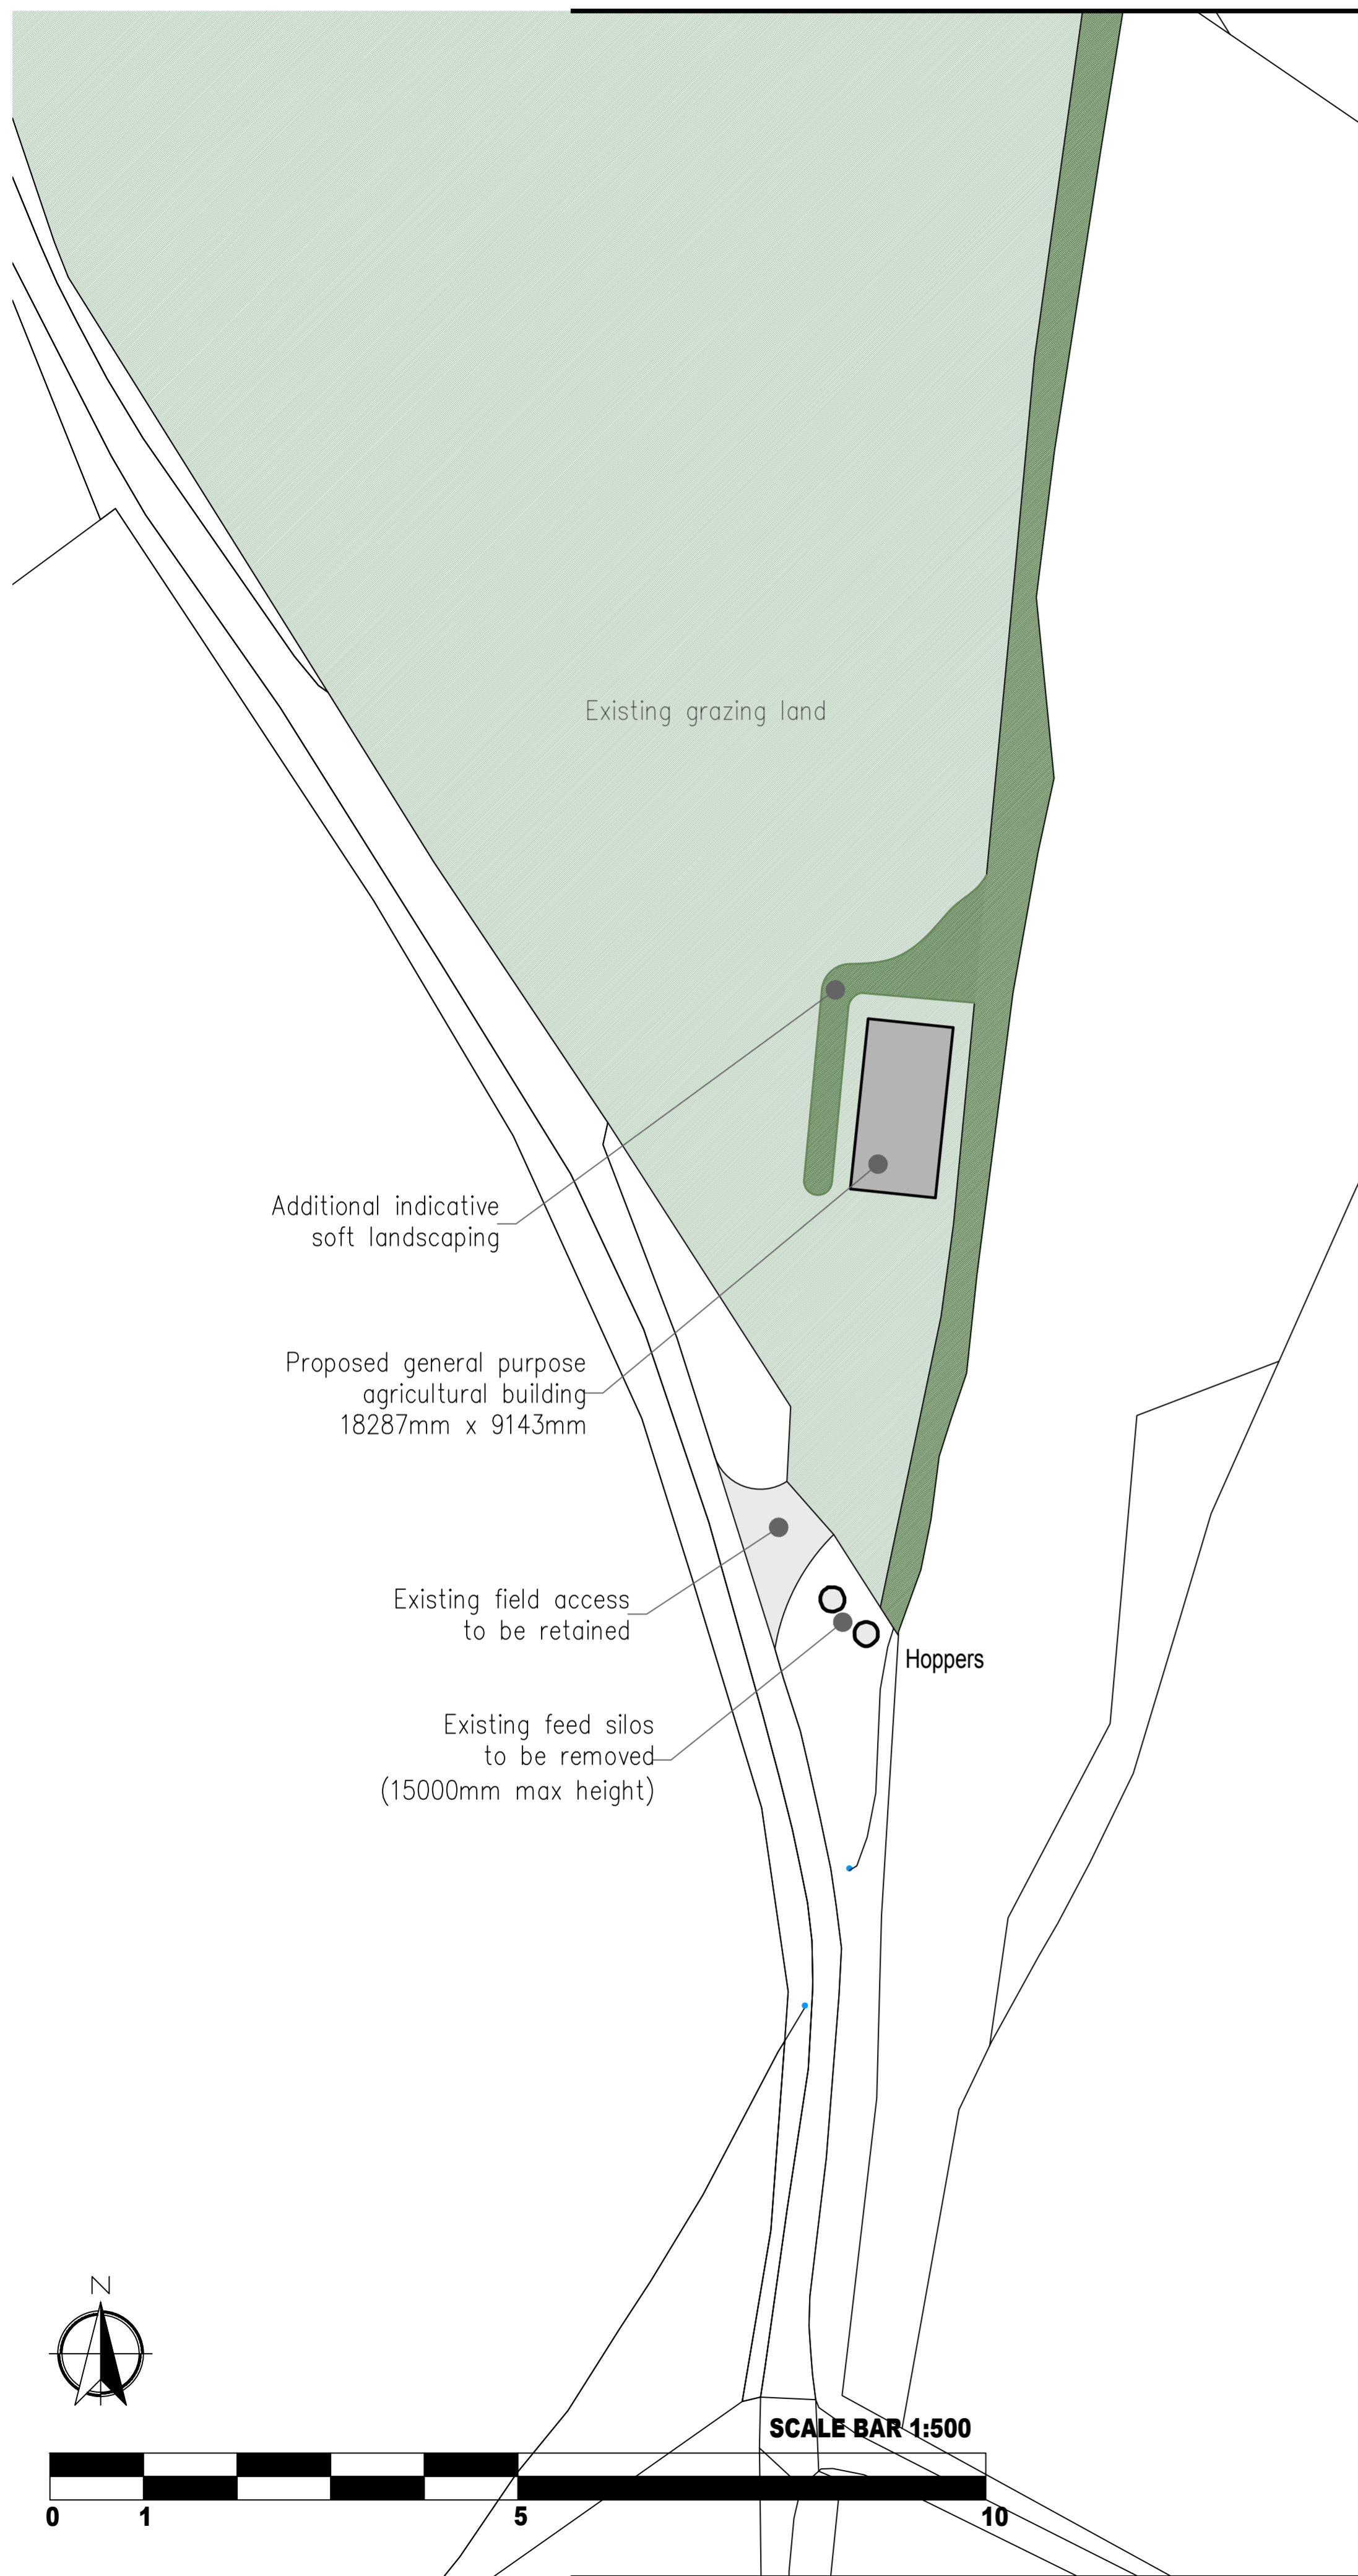 Existing grazing land
Additional indicative
soft landscaping
Proposed general purpose
agricultural building
18287mm x 9143mm
Existing field access
to be retained
Hoppers
Existing feed silos
to be removed
(15000mm max height)
N
SCALE BAR 1:500
0 1 5 10